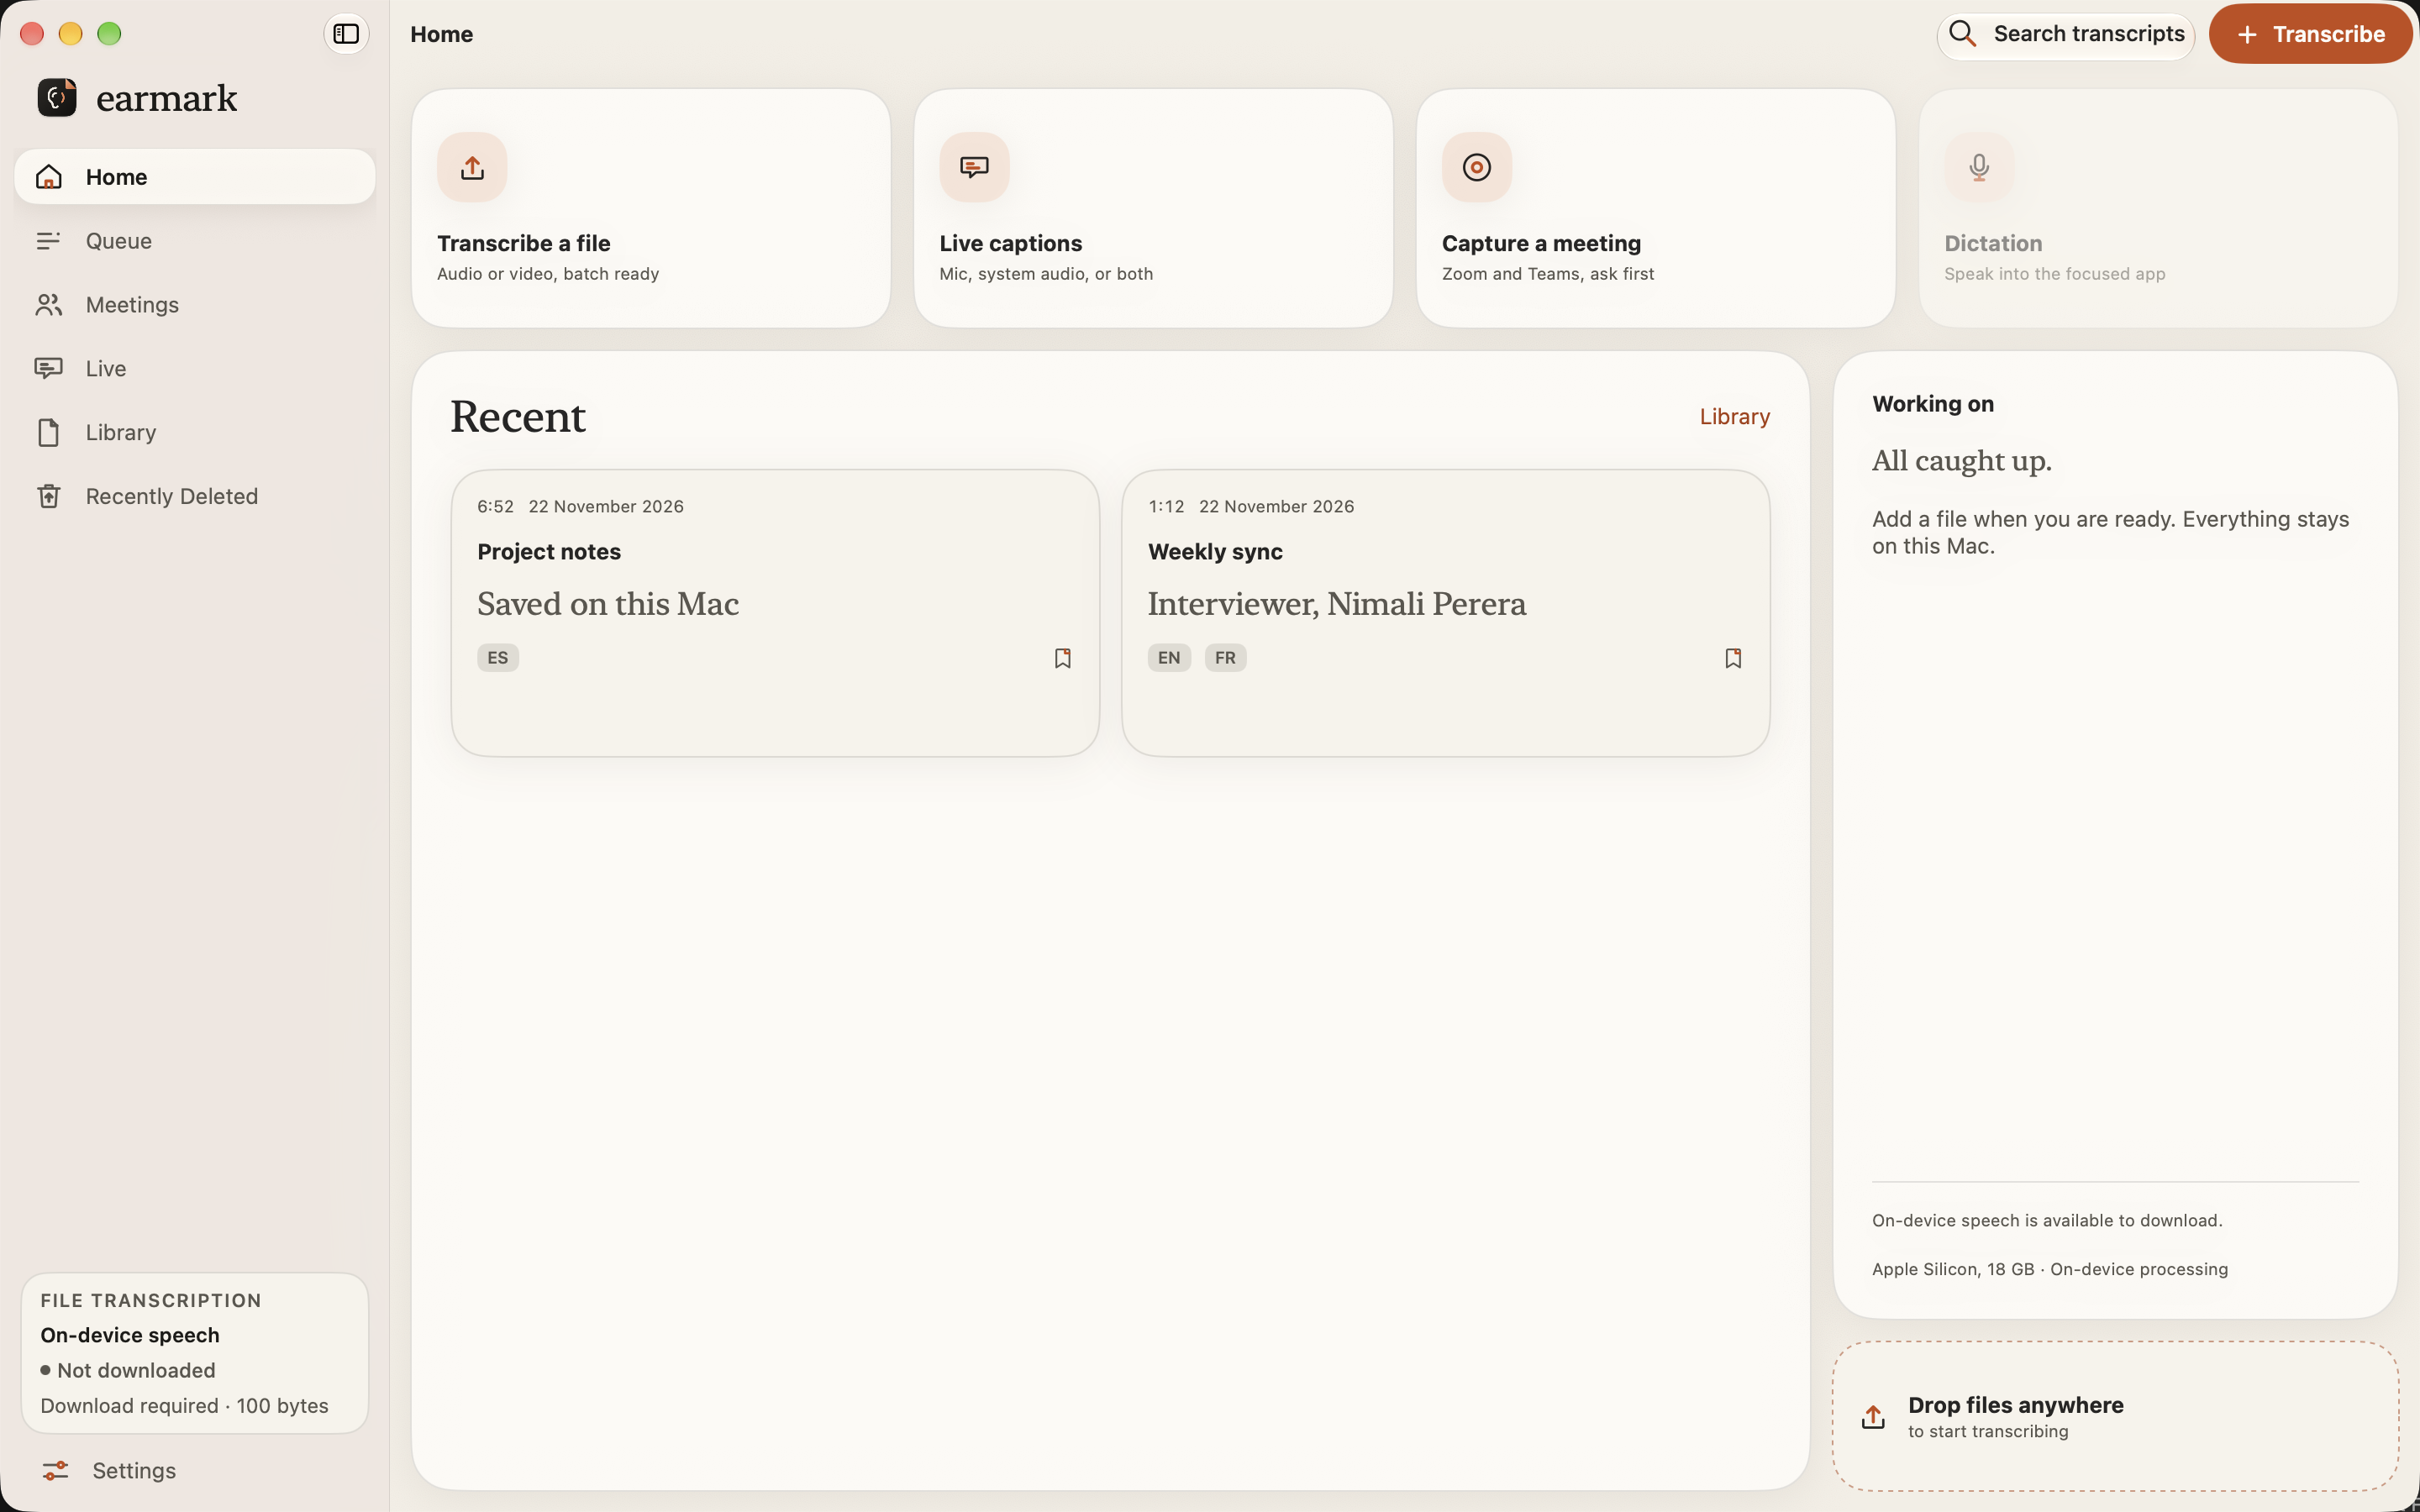 earmark
Home
Queue
Meetings
Live
Library
Recently Deleted
FILE TRANSCRIPTION
On-device speech
Not downloaded
Download required · 100 bytes
Settings
Home
Search transcripts
+ Transcribe
Transcribe a file
Audio or video, batch ready
Live captions
Mic, system audio, or both
Capture a meeting
Zoom and Teams, ask first
Dictation
Speak into the focused app
Recent
Library
6:52 22 November 2026
Project notes
Saved on this Mac
ES
1:12 22 November 2026
Weekly sync
Interviewer, Nimali Perera
EN FR
Working on
All caught up.
Add a file when you are ready. Everything stays
on this Mac.
On-device speech is available to download.
Apple Silicon, 18 GB · On-device processing
Drop files anywhere
to start transcribing